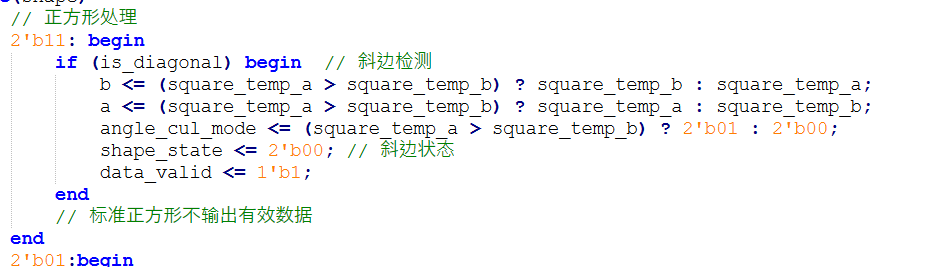 // 正方形处理
2'b11: begin
if (is_diagonal) begin // 斜边检测
b <= (square_temp_a > square_temp_b) ? square_temp_b : square_temp_a;
a <= (square_temp_a > square_temp_b) ? square_temp_a : square_temp_b;
angle_cul_mode <= (square_temp_a > square_temp_b) ? 2'b01 : 2'b00;
shape_state <= 2'b00; // 斜边状态
data_valid <= 1'b1;
end
// 标准正方形不输出有效数据
end
2'b01:begin